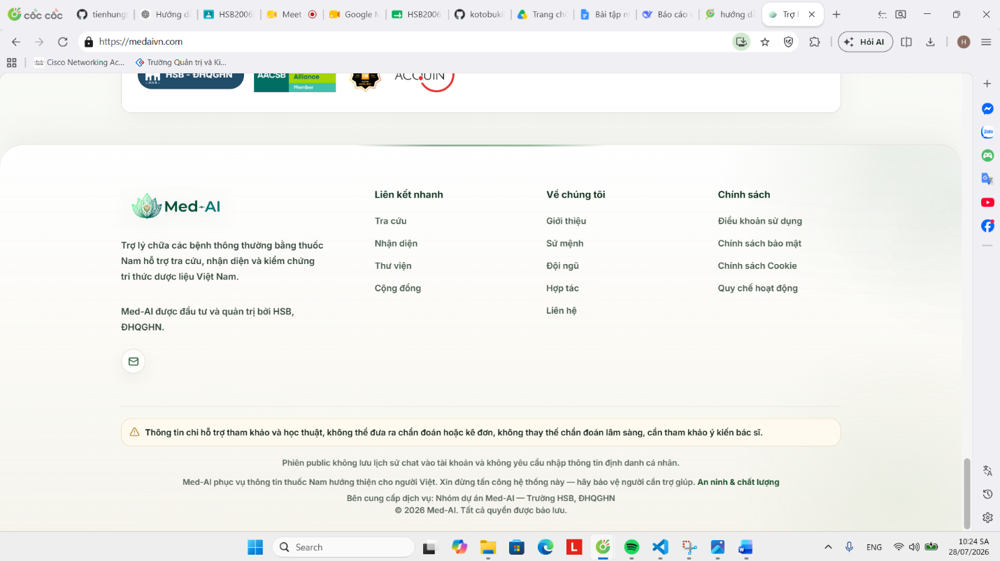 cốc cốc
tienhungt
Hướng dẫ
HSB2006
Meet
Google M
HSB2006
kotobuki
Trang chủ
Bài tập m
Báo cáo v
hướng dẫ
Trợ l
https://medaivn.com
Hỏi AI
H
Cisco Networking Ac...
Trường Quản trị và Ki...
HSB - ĐHQGHN
AACSB
Alliance
Member
ACQUIN
Med-AI
Trợ lý chữa các bệnh thông thường bằng thuốc
Nam hỗ trợ tra cứu, nhận diện và kiểm chứng
tri thức dược liệu Việt Nam.
Med-AI được đầu tư và quản trị bởi HSB,
ĐHQGHN.
Liên kết nhanh
Tra cứu
Nhận diện
Thư viện
Cộng đồng
Về chúng tôi
Giới thiệu
Sứ mệnh
Đội ngũ
Hợp tác
Liên hệ
Chính sách
Điều khoản sử dụng
Chính sách bảo mật
Chính sách Cookie
Quy chế hoạt động
Thông tin chỉ hỗ trợ tham khảo và học thuật, không thể đưa ra chẩn đoán hoặc kê đơn, không thay thế chẩn đoán lâm sàng, cần tham khảo ý kiến bác sĩ.
Phiên public không lưu lịch sử chat vào tài khoản và không yêu cầu nhập thông tin định danh cá nhân.
Med-AI phục vụ thông tin thuốc Nam hướng thiện cho người Việt. Xin đừng tấn công hệ thống này — hãy bảo vệ người cần trợ giúp. An ninh & chất lượng
Bên cung cấp dịch vụ: Nhóm dự án Med-AI — Trường HSB, ĐHQGHN
© 2026 Med-AI. Tất cả quyền được bảo lưu.
Zalo
Search
L
ENG
10:24 SA
28/07/2026